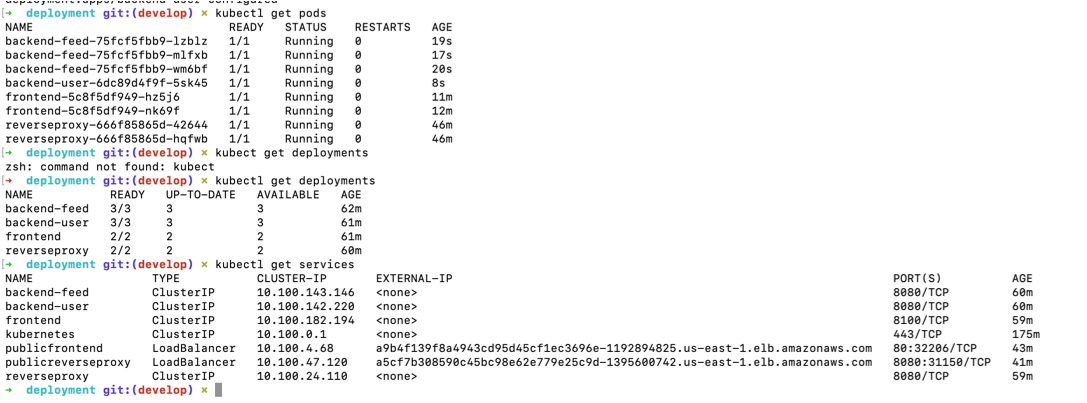 deployment.apps/backend-user configured
[→ deployment git:(develop) × kubectl get pods
NAME READY STATUS RESTARTS AGE
backend-feed-75fcf5fbb9-lzblz 1/1 Running 0 19s
backend-feed-75fcf5fbb9-mlfxb 1/1 Running 0 17s
backend-feed-75fcf5fbb9-wm6bf 1/1 Running 0 20s
backend-user-6dc89d4f9f-5sk45 1/1 Running 0 8s
frontend-5c8f5df949-hz5j6 1/1 Running 0 11m
frontend-5c8f5df949-nk69f 1/1 Running 0 12m
reverseproxy-666f85865d-42644 1/1 Running 0 46m
reverseproxy-666f85865d-hqfwb 1/1 Running 0 46m
[→ deployment git:(develop) × kubect get deployments
zsh: command not found: kubect
[→ deployment git:(develop) × kubectl get deployments
NAME READY UP-TO-DATE AVAILABLE AGE
backend-feed 3/3 3 3 62m
backend-user 3/3 3 3 61m
frontend 2/2 2 2 61m
reverseproxy 2/2 2 2 60m
[→ deployment git:(develop) × kubectl get services
NAME TYPE CLUSTER-IP EXTERNAL-IP PORT(S) AGE
backend-feed ClusterIP 10.100.143.146 <none> 8080/TCP 60m
backend-user ClusterIP 10.100.142.220 <none> 8080/TCP 60m
frontend ClusterIP 10.100.182.194 <none> 8100/TCP 59m
kubernetes ClusterIP 10.100.0.1 <none> 443/TCP 175m
publicfrontend LoadBalancer 10.100.4.68 a9b4f139f8a4943cd95d45cf1ec3696e-1192894825.us-east-1.elb.amazonaws.com 80:32206/TCP 43m
publicreverseproxy LoadBalancer 10.100.47.120 a5cf7b308590c45bc98e62e779e25c9d-1395600742.us-east-1.elb.amazonaws.com 8080:31150/TCP 41m
reverseproxy ClusterIP 10.100.24.110 <none> 8080/TCP 59m
→ deployment git:(develop) ×